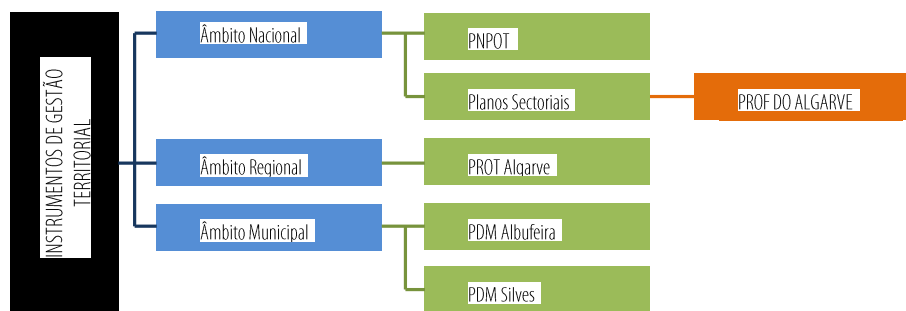 INSTRUMENTOS DE GESTÃO
TERRITORIAL
Âmbito Nacional
PNPOT
Planos Sectoriais
PROF DO ALGARVE
Âmbito Regional
PROT Algarve
Âmbito Municipal
PDM Albufeira
PDM Silves